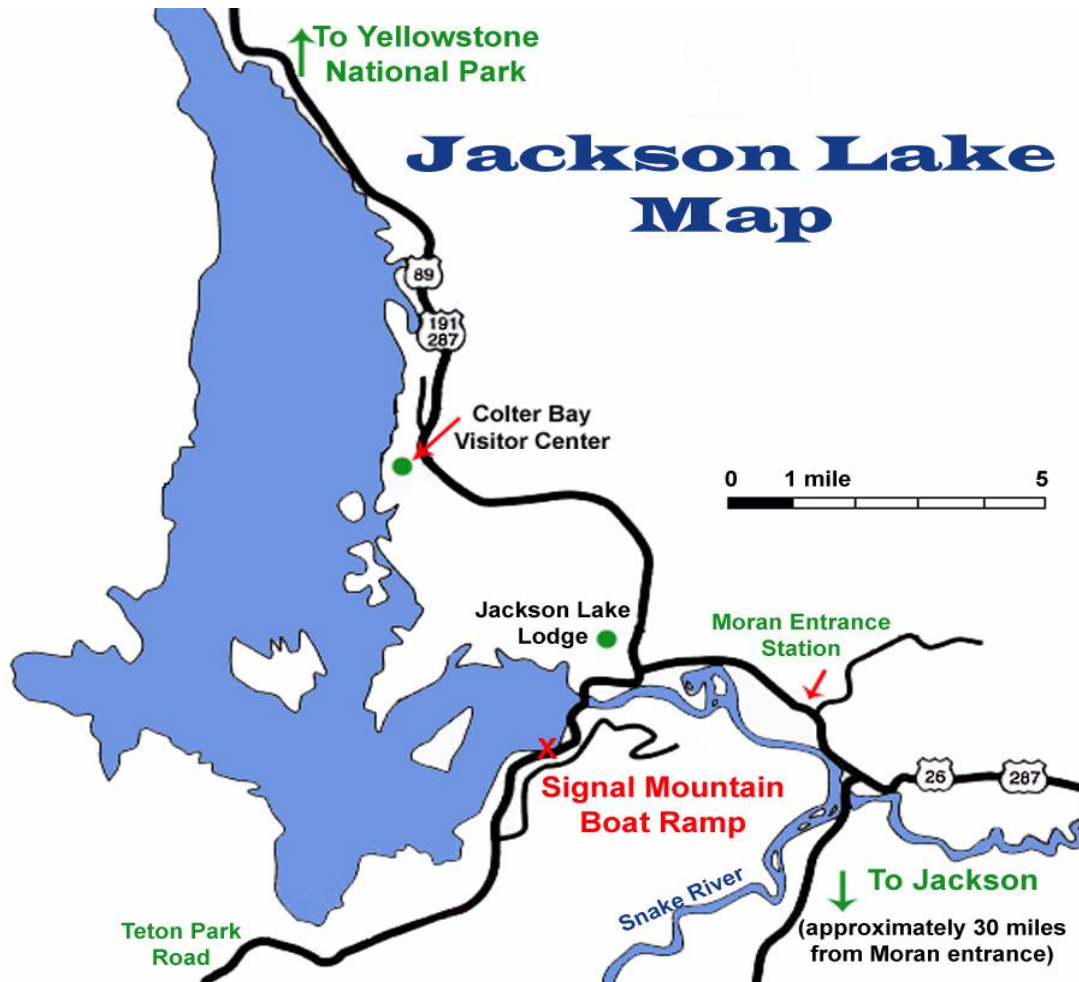 To Yellowstone
National Park
Jackson Lake
Map
89
191
287
Colter Bay
Visitor Center
0 1 mile 5
Jackson Lake
Lodge
Moran Entrance
Station
X
Signal Mountain
Boat Ramp
26
287
Snake River
To Jackson
(approximately 30 miles
from Moran entrance)
Teton Park
Road